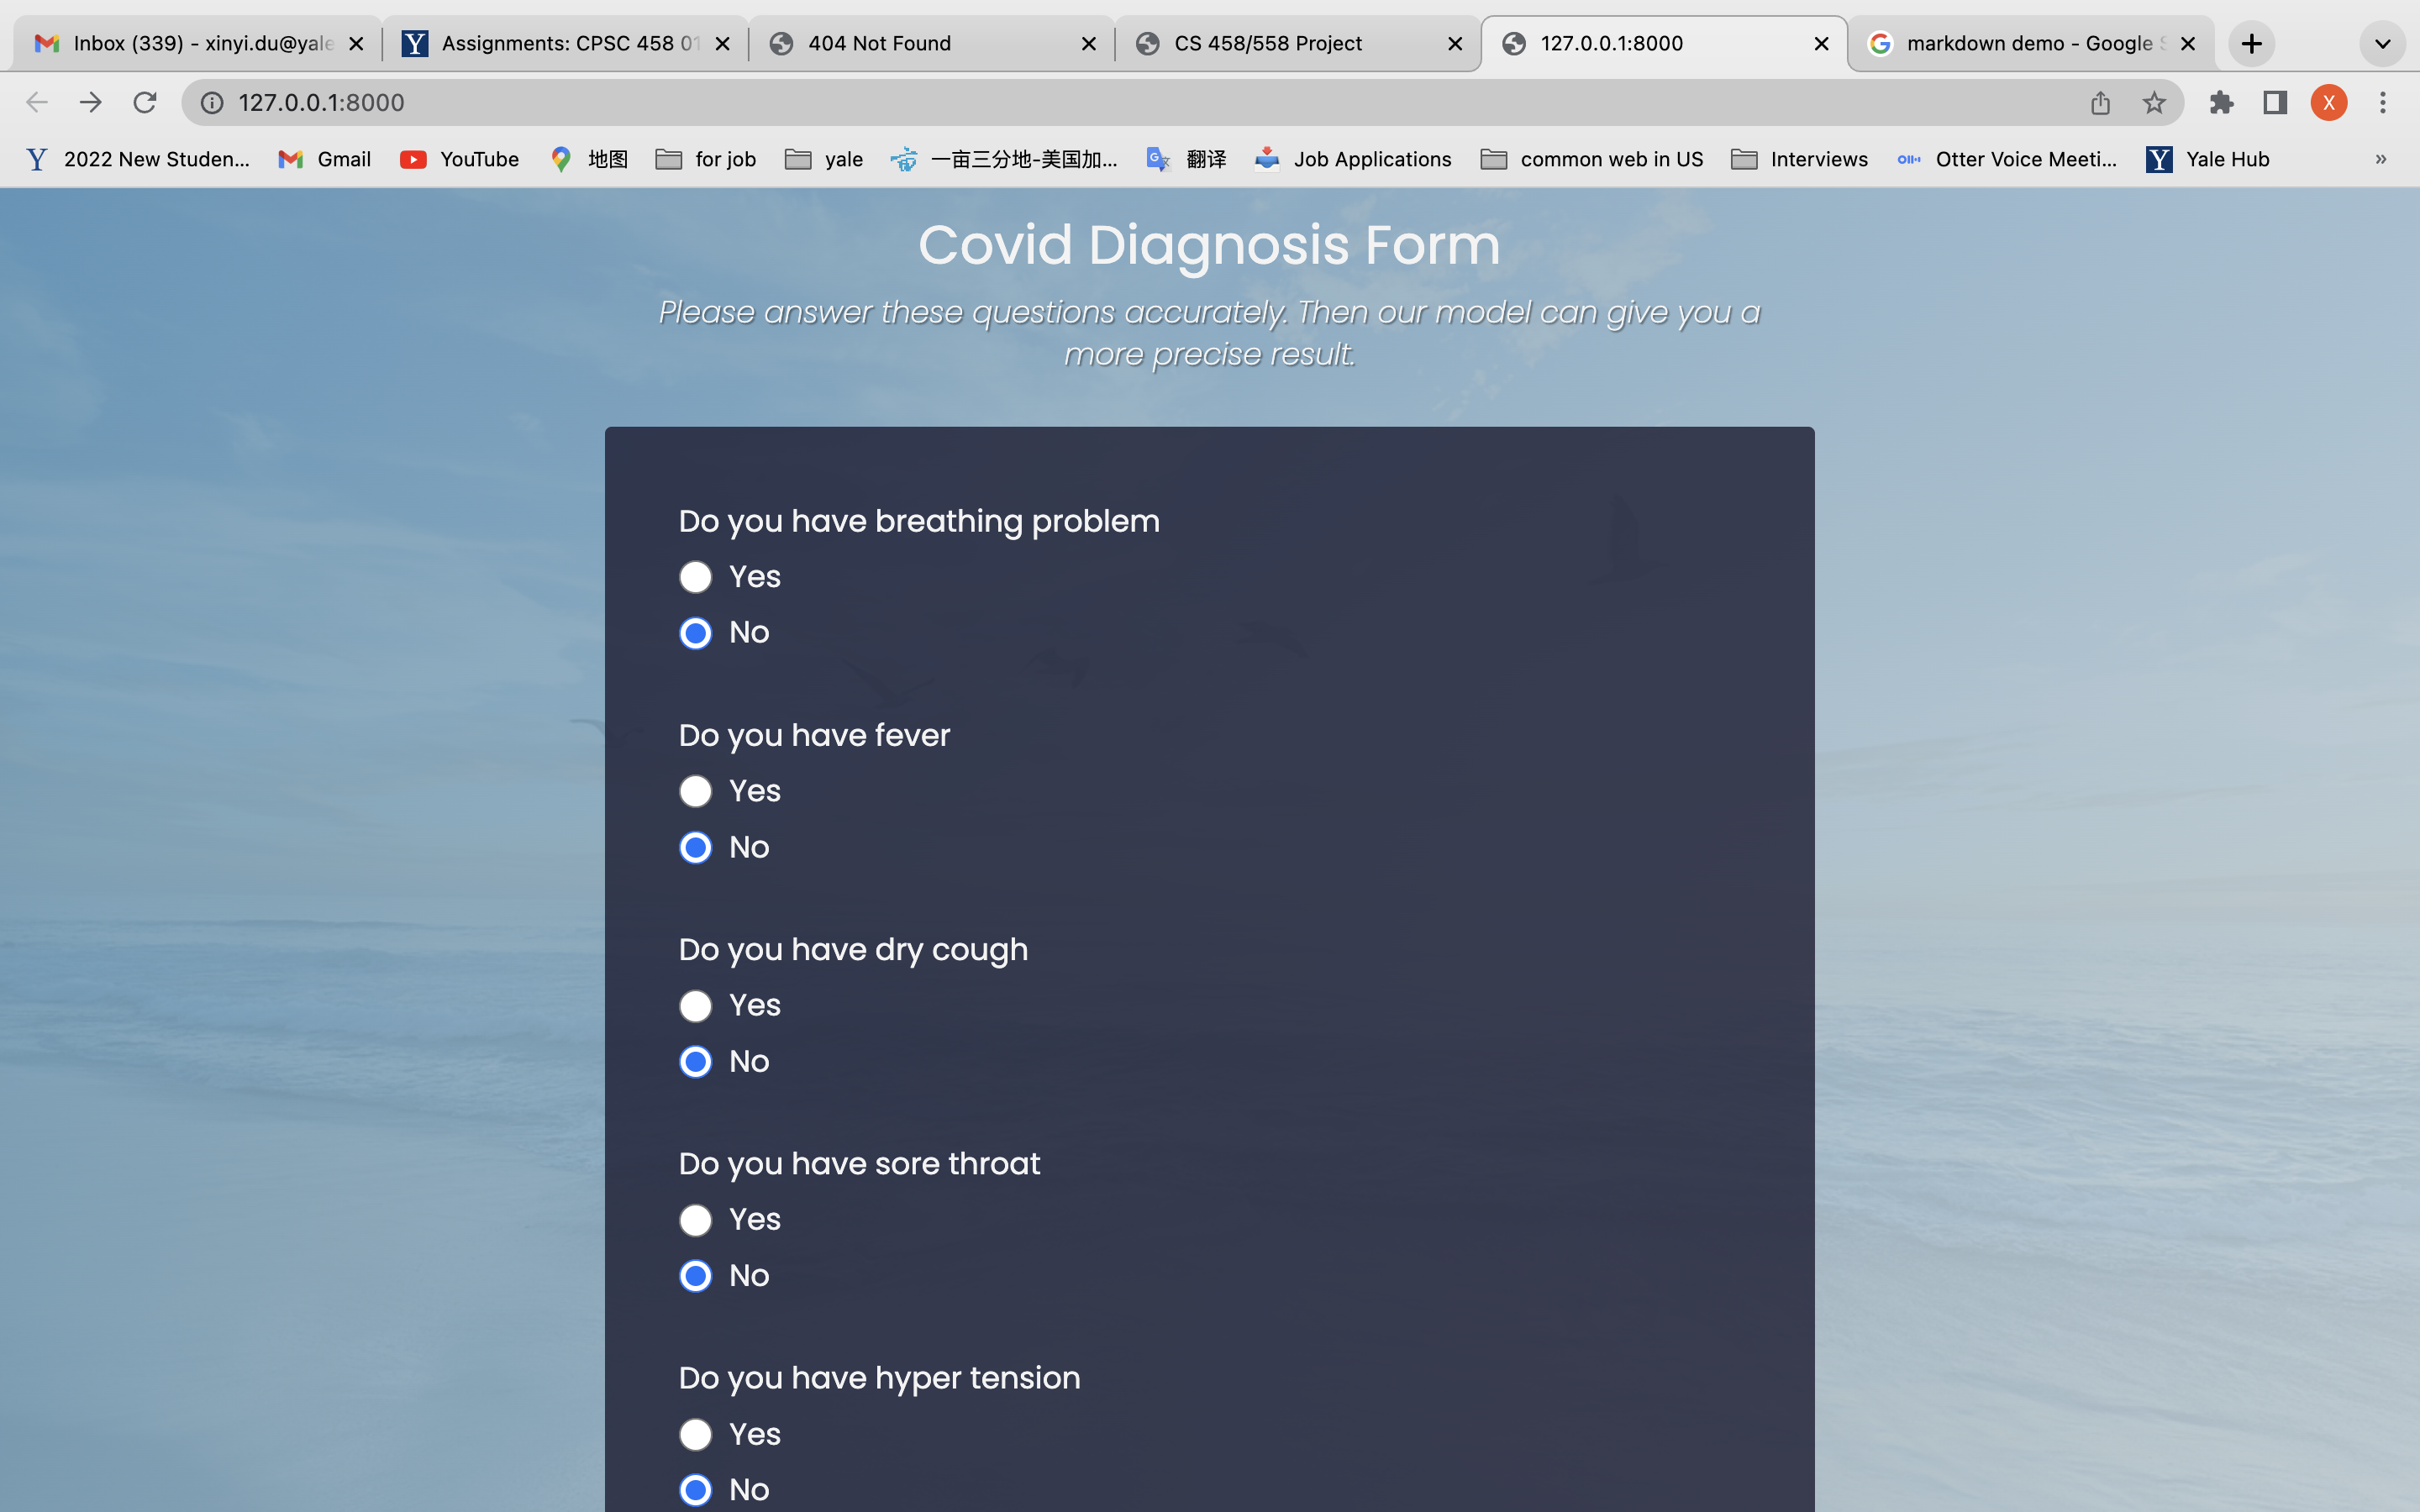 Inbox (339) - xinyi.du@yale
Assignments: CPSC 458 01
404 Not Found
CS 458/558 Project
127.0.0.1:8000
markdown demo - Google S
127.0.0.1:8000
X
2022 New Studen...
Gmail
YouTube
地图
for job
yale
一亩三分地-美国加...
翻译
Job Applications
common web in US
Interviews
Otter Voice Meeti...
Yale Hub
»
Covid Diagnosis Form
Please answer these questions accurately. Then our model can give you a
more precise result.
Do you have breathing problem
Yes
No
Do you have fever
Yes
No
Do you have dry cough
Yes
No
Do you have sore throat
Yes
No
Do you have hyper tension
Yes
No